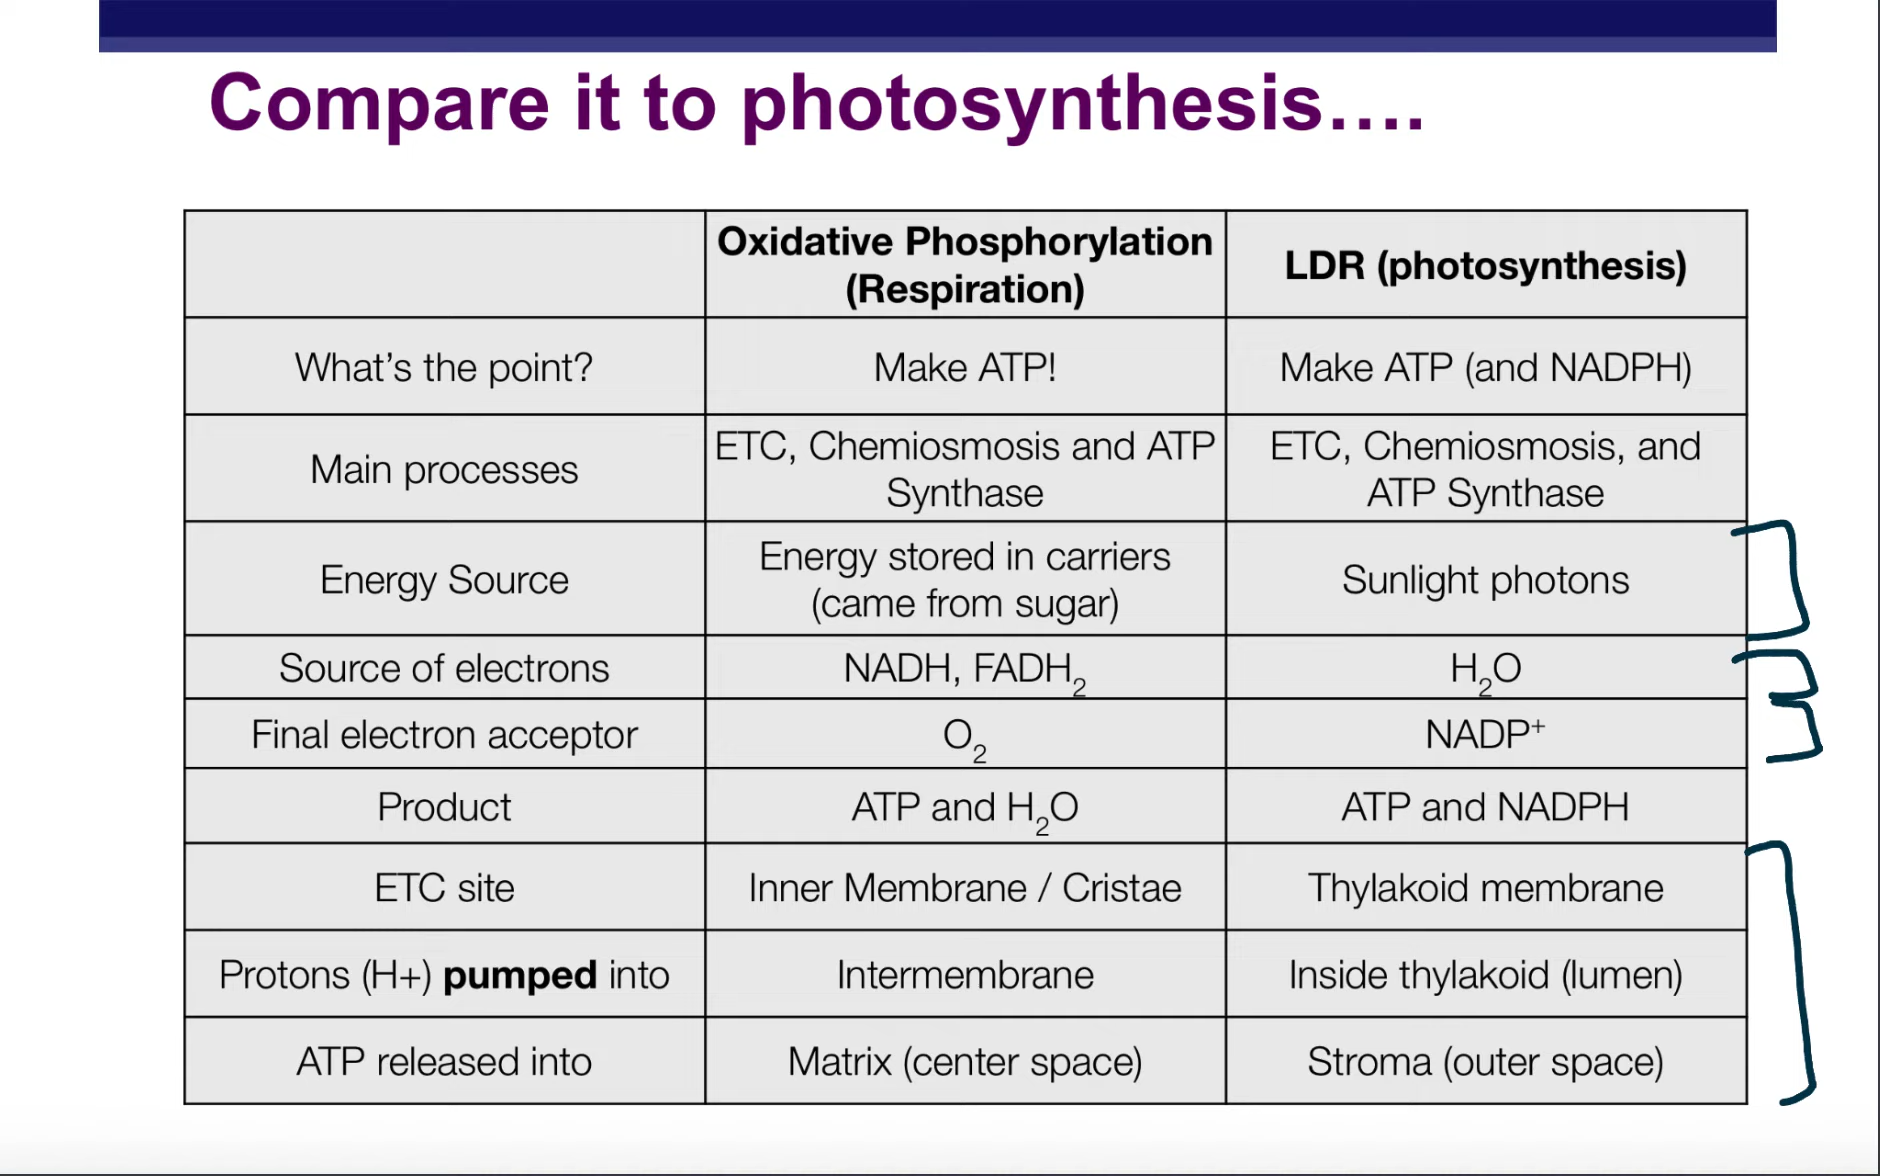 Compare it to photosynthesis….
Oxidative Phosphorylation
(Respiration)
LDR (photosynthesis)
What’s the point?
Make ATP!
Make ATP (and NADPH)
Main processes
ETC, Chemiosmosis and ATP
Synthase
ETC, Chemiosmosis, and
ATP Synthase
Energy Source
Energy stored in carriers
(came from sugar)
Sunlight photons
Source of electrons
NADH, FADH₂
H₂O
Final electron acceptor
O₂
NADP⁺
Product
ATP and H₂O
ATP and NADPH
ETC site
Inner Membrane / Cristae
Thylakoid membrane
Protons (H+) pumped into
Intermembrane
Inside thylakoid (lumen)
ATP released into
Matrix (center space)
Stroma (outer space)